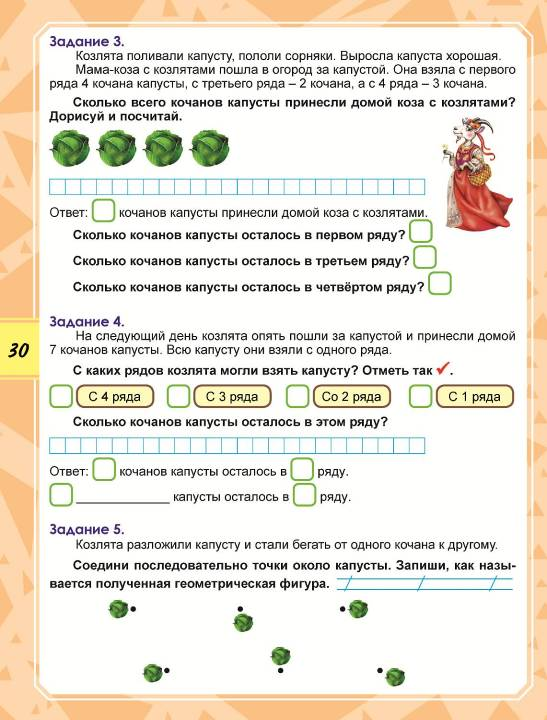 Задание 3.
Козлята поливали капусту, пололи сорняки. Выросла капуста хорошая.
Мама-коза с козлятами пошла в огород за капустой. Она взяла с первого
ряда 4 кочана капусты, с третьего ряда – 2 кочана, а с 4 ряда – 3 кочана.
Сколько всего кочанов капусты принесли домой коза с козлятами?
Дорисуй и посчитай.
Ответ: кочанов капусты принесли домой коза с козлятами.
Сколько кочанов капусты осталось в первом ряду?
Сколько кочанов капусты осталось в третьем ряду?
Сколько кочанов капусты осталось в четвёртом ряду?
Задание 4.
На следующий день козлята опять пошли за капустой и принесли домой
30
7 кочанов капусты. Всю капусту они взяли с одного ряда.
С каких рядов козлята могли взять капусту? Отметь так ✓.
С 4 ряда С 3 ряда Со 2 ряда С 1 ряда
Сколько кочанов капусты осталось в этом ряду?
Ответ: кочанов капусты осталось в ряду.
______________ капусты осталось в ряду.
Задание 5.
Козлята разложили капусту и стали бегать от одного кочана к другому.
Соедини последовательно точки около капусты. Запиши, как назы-
вается полученная геометрическая фигура.